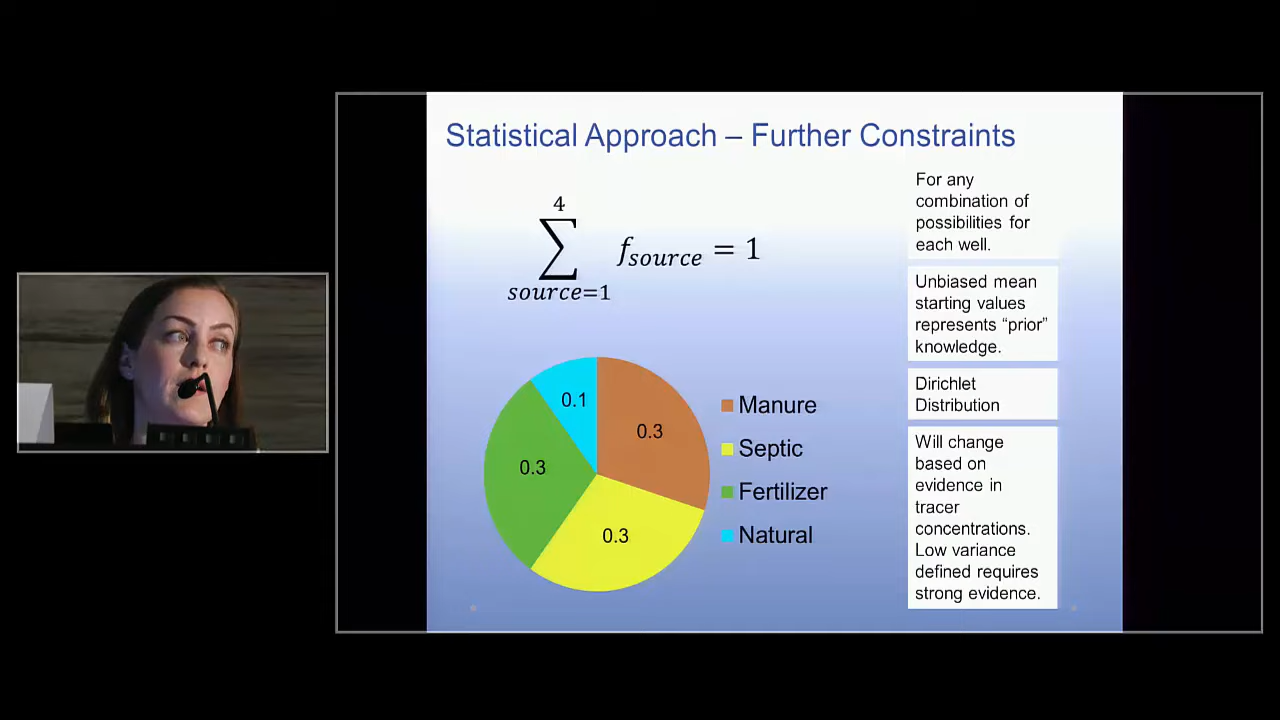 Statistical Approach – Further Constraints
4
∑ f_source = 1
source=1
For any
combination of
possibilities for
each well.
Unbiased mean
starting values
represents “prior”
knowledge.
Dirichlet
Distribution
Will change
based on
evidence in
tracer
concentrations.
Low variance
defined requires
strong evidence.
0.1
0.3
0.3
0.3
Manure
Septic
Fertilizer
Natural